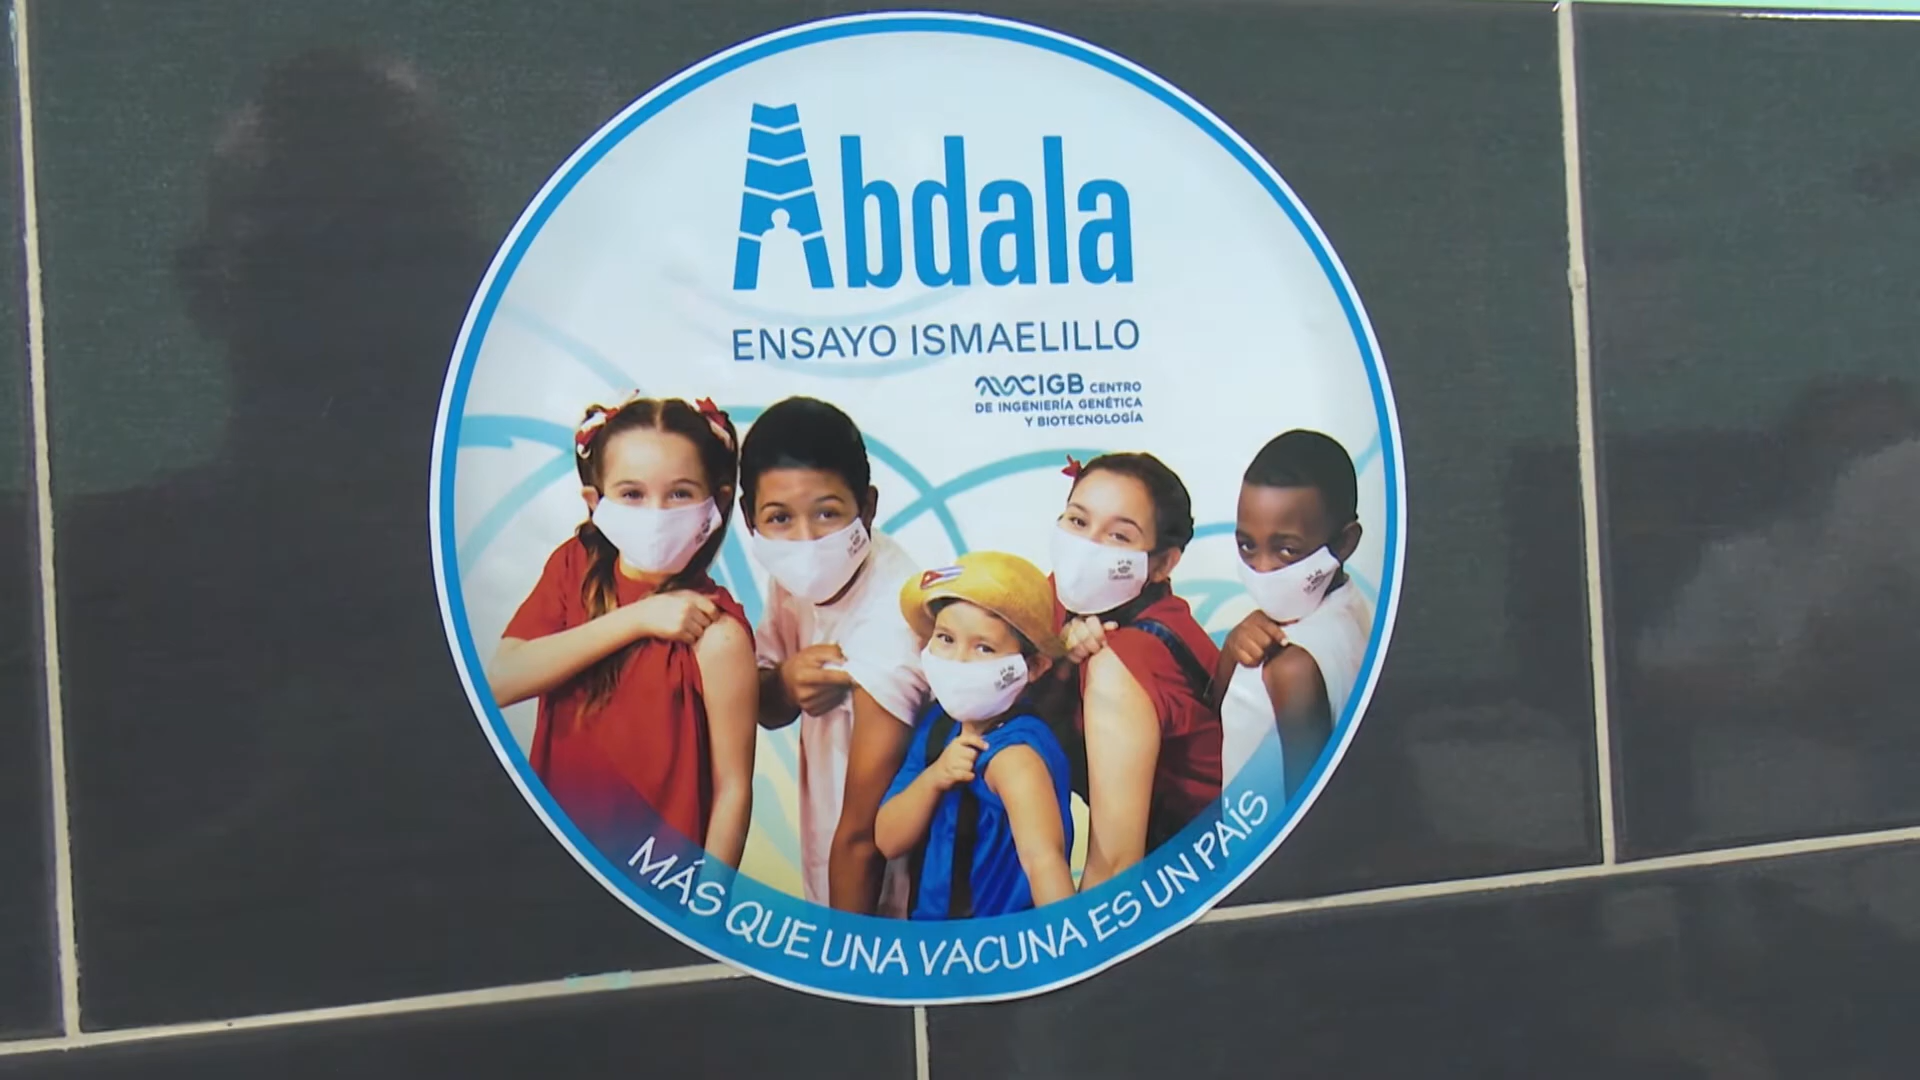 Abdala
ENSAYO ISMAELILLO
CIGB CENTRO
DE INGENIERÍA GENÉTICA
Y BIOTECNOLOGÍA
MÁS QUE UNA VACUNA ES UN PAÍS